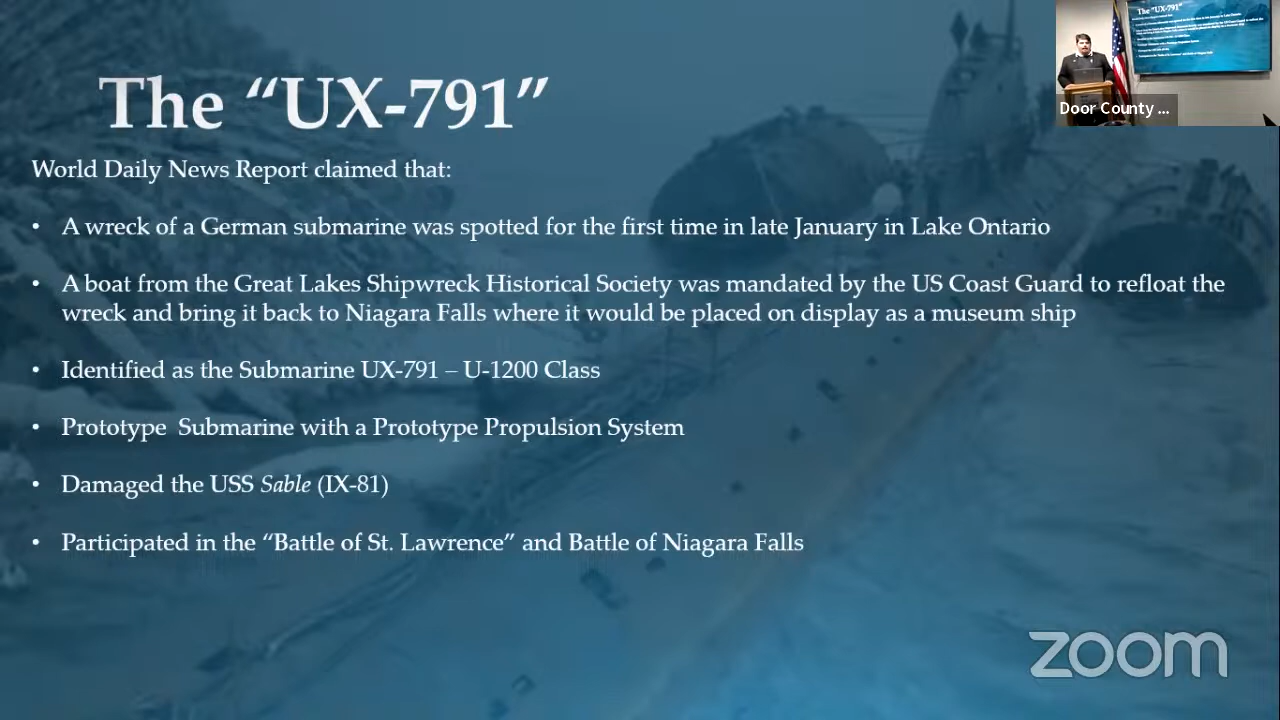 The “UX-791”
World Daily News Report claimed that:
• A wreck of a German submarine was spotted for the first time in late January in Lake Ontario
• A boat from the Great Lakes Shipwreck Historical Society was mandated by the US Coast Guard to refloat the
wreck and bring it back to Niagara Falls where it would be placed on display as a museum ship
• Identified as the Submarine UX-791 – U-1200 Class
• Prototype  Submarine with a Prototype Propulsion System
• Damaged the USS Sable (IX-81)
• Participated in the “Battle of St. Lawrence” and Battle of Niagara Falls
The "UX-791"
Door County ...
zoom